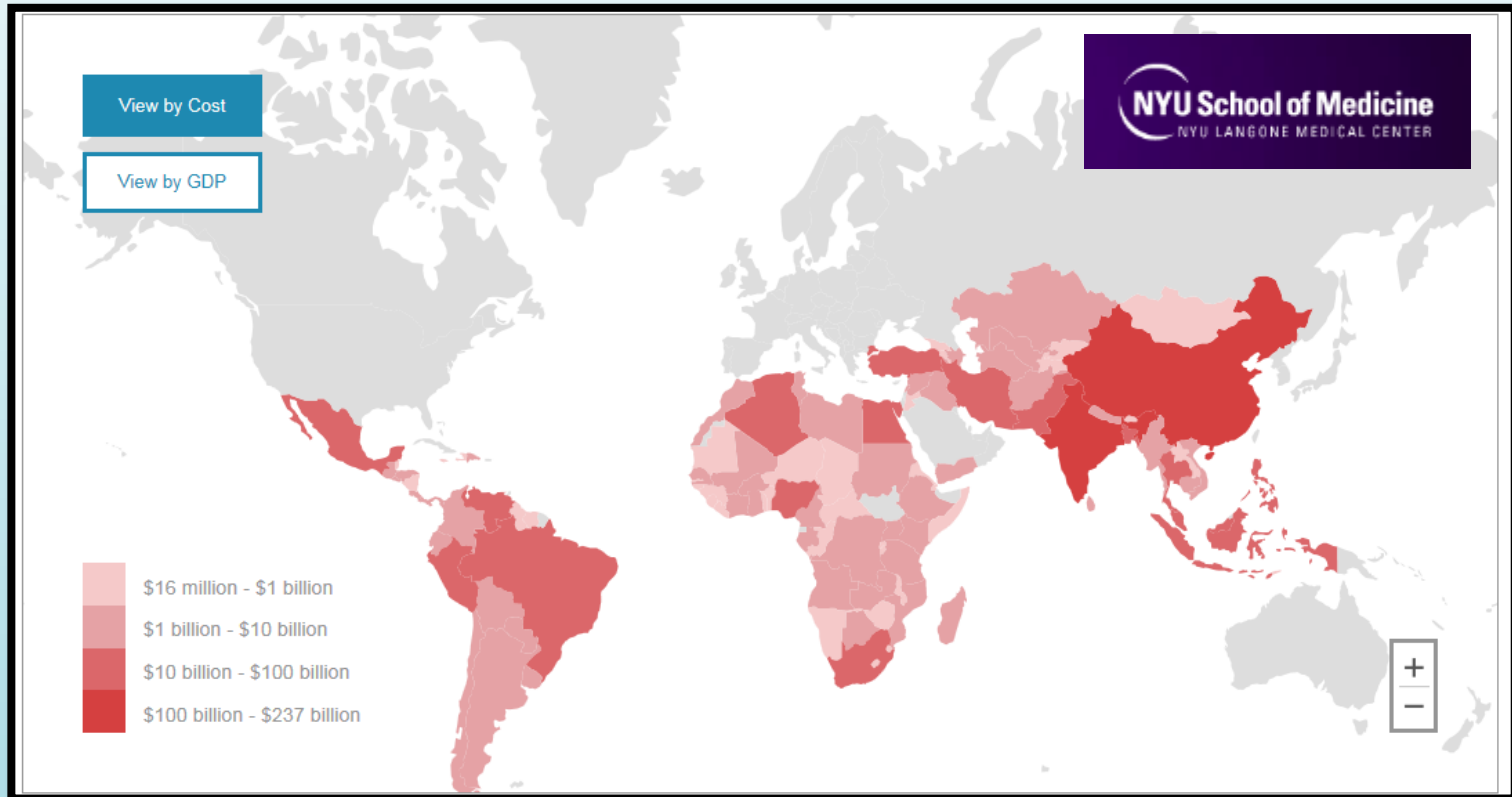 View by Cost
View by GDP
NYU School of Medicine
NYU LANGONE MEDICAL CENTER
$16 million - $1 billion
$1 billion - $10 billion
$10 billion - $100 billion
$100 billion - $237 billion
+
−